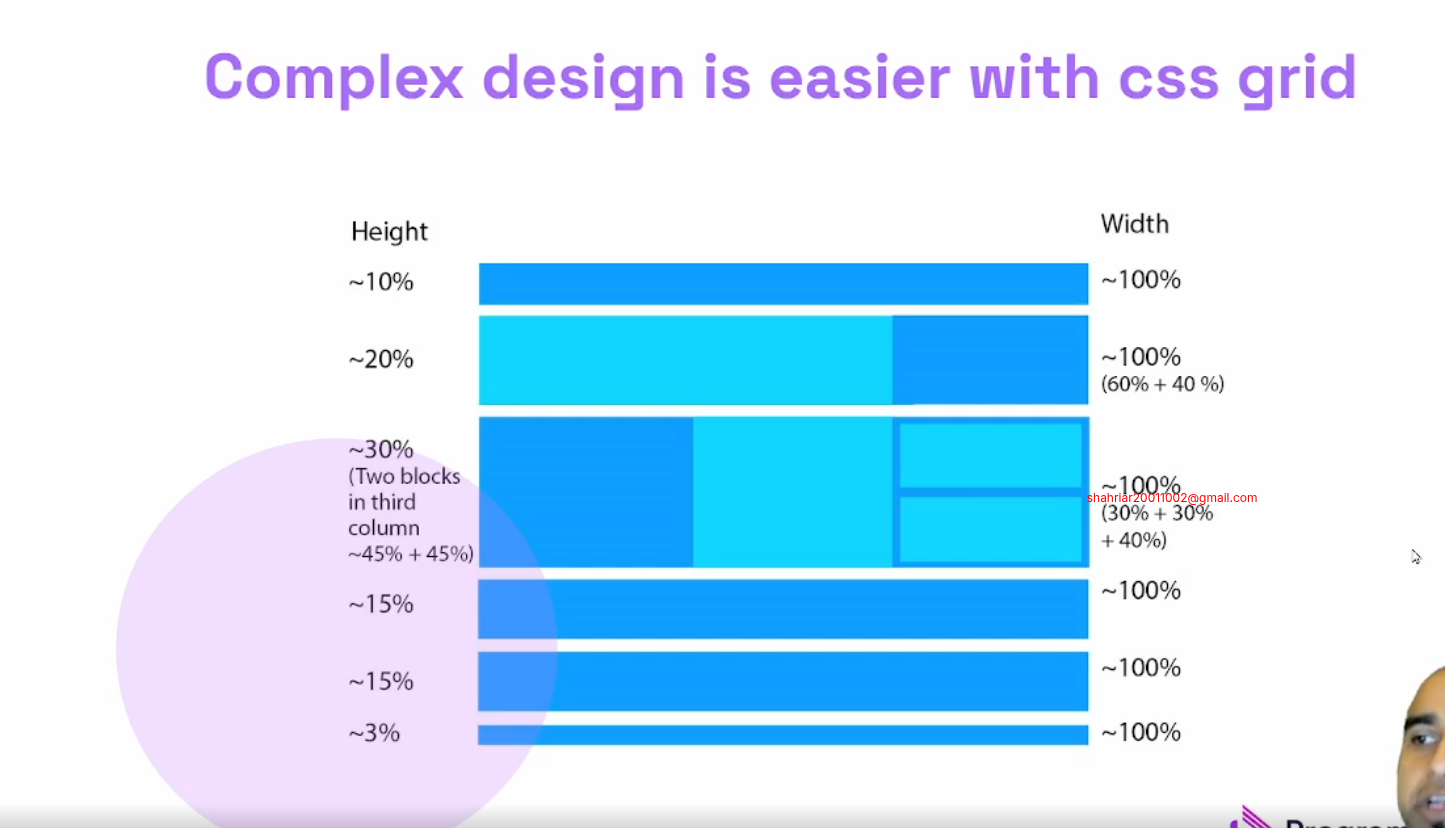 Complex design is easier with css grid
Height
Width
~10%
~100%
~20%
~100%
(60% + 40 %)
~30%
(Two blocks
in third
column
~45% + 45%)
~100%
shahriar20011002@gmail.com
(30% + 30%
+ 40%)
~15%
~100%
~15%
~100%
~3%
~100%